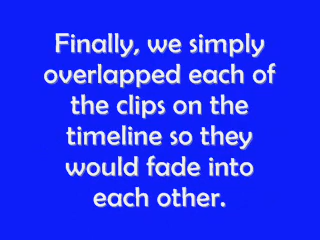 Finally, we simply
overlapped each of
the clips on the
timeline so they
would fade into
each other.